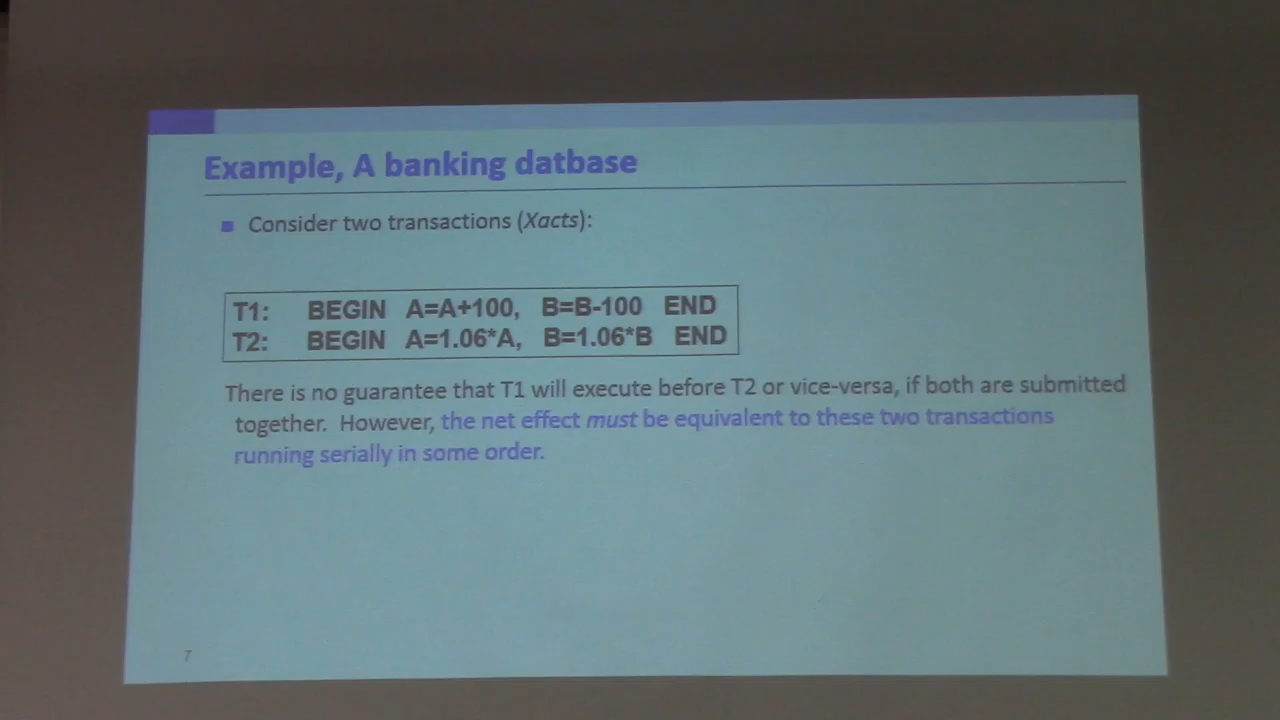 Example, A banking datbase
■ Consider two transactions (Xacts):
T1: BEGIN A=A+100, B=B-100 END
T2: BEGIN A=1.06*A, B=1.06*B END
There is no guarantee that T1 will execute before T2 or vice-versa, if both are submitted
together. However, the net effect must be equivalent to these two transactions
running serially in some order.
7